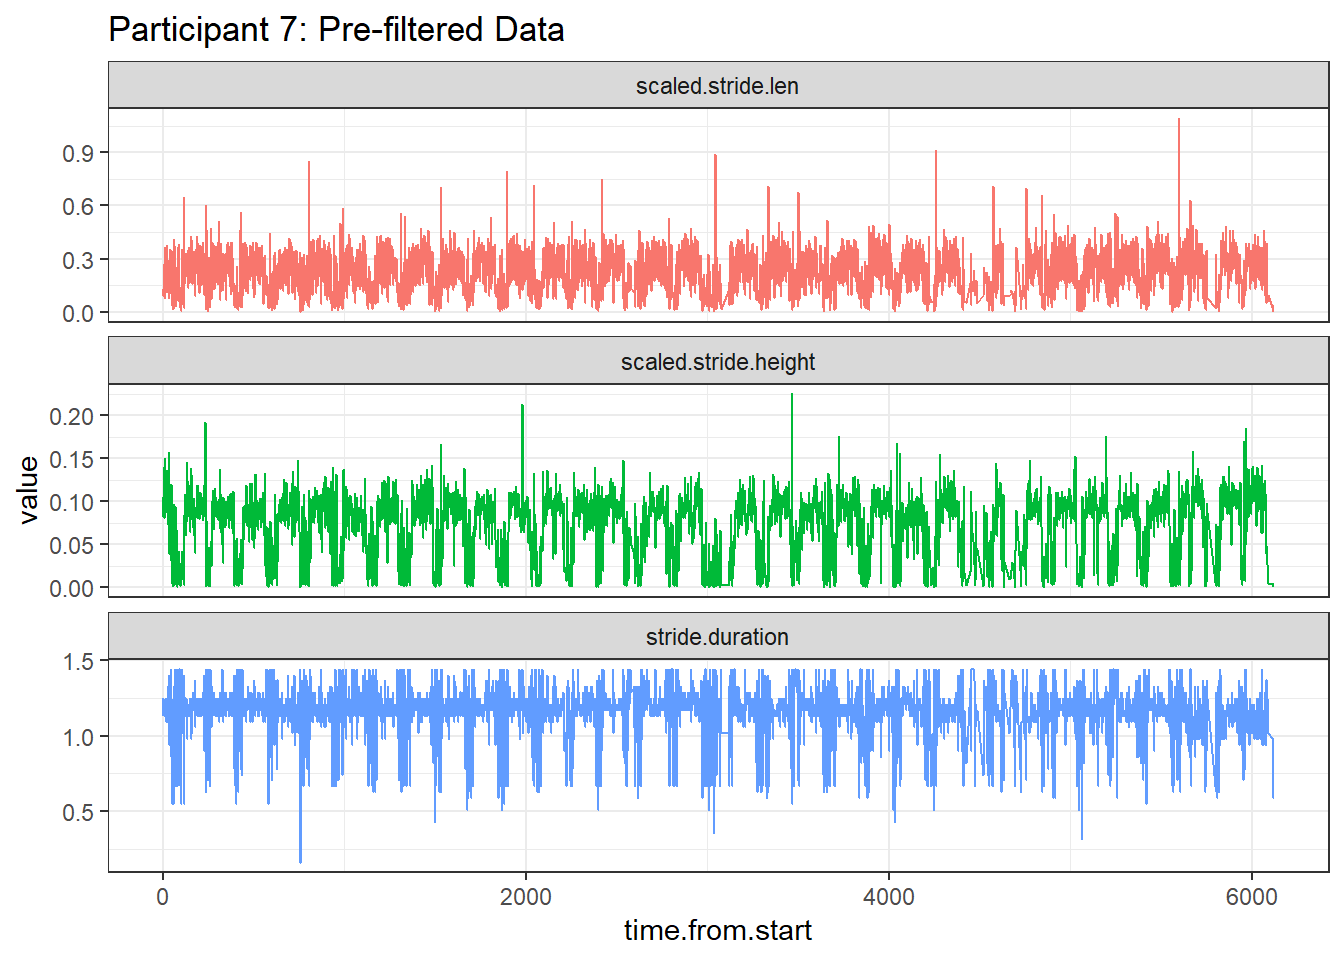 Participant 7: Pre-filtered Data
scaled.stride.len
0.9
0.6
0.3
0.0
scaled.stride.height
0.20
0.15
0.10
0.05
0.00
value
stride.duration
1.5
1.0
0.5
0 2000 4000 6000
time.from.start